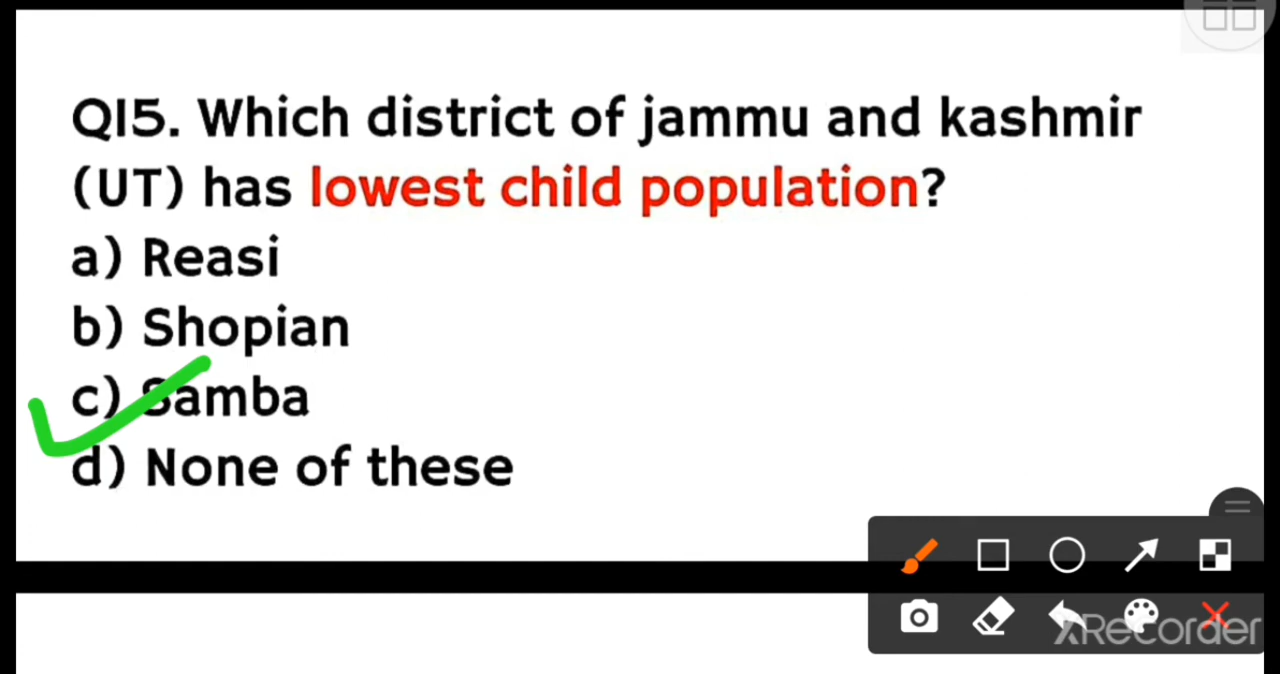 Q15. Which district of jammu and kashmir
(UT) has lowest child population?
a) Reasi
b) Shopian
c) Samba
d) None of these
XRecorder